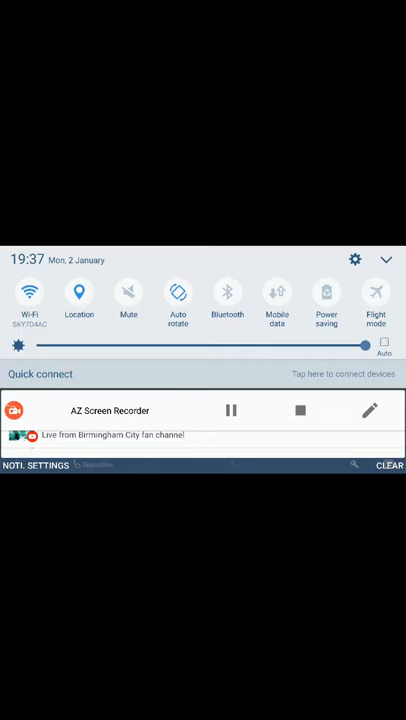 19:37 Mon, 2 January
Wi-Fi
SKY7D4AC
Location
Mute
Auto
rotate
Bluetooth
Mobile
data
Power
saving
Flight
mode
Auto
Quick connect
Tap here to connect devices
AZ Screen Recorder
Live from Birmingham City fan channel
NOTI. SETTINGS
Opposition
CLEAR